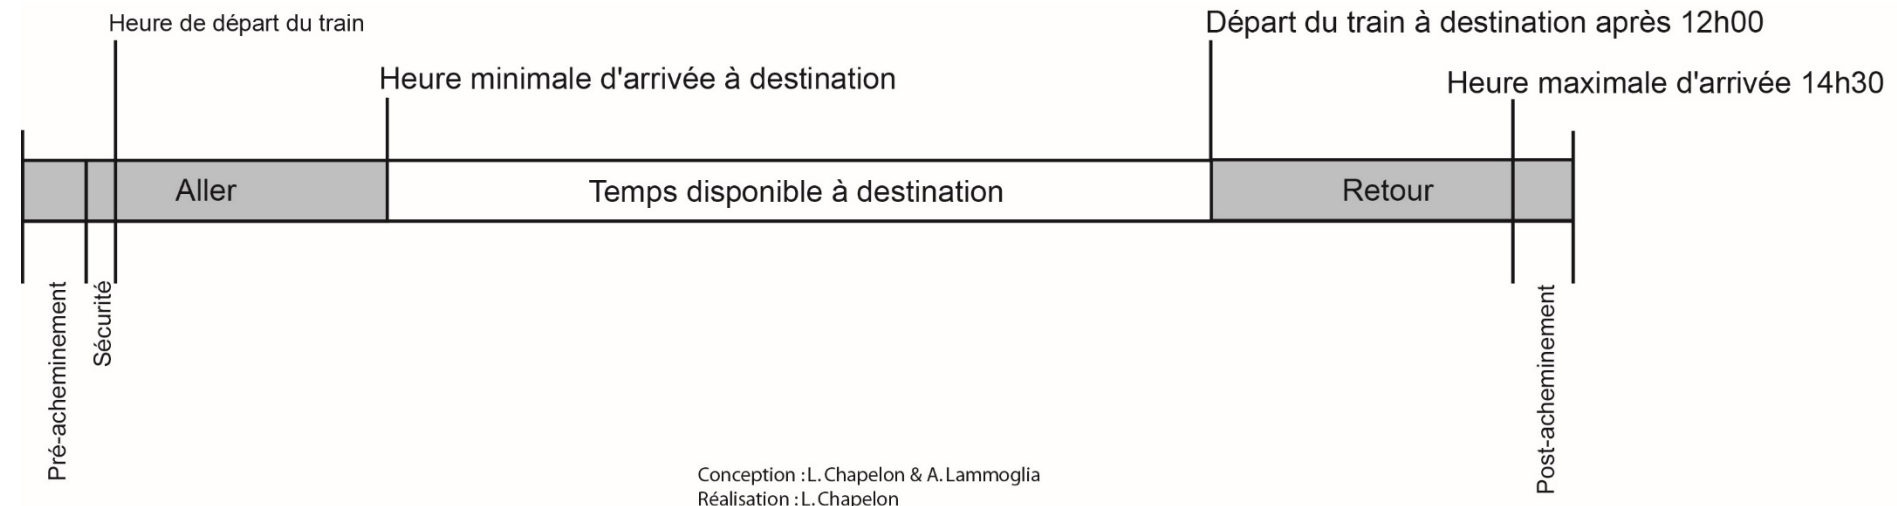 Heure de départ du train
Départ du train à destination après 12h00
Heure minimale d'arrivée à destination
Heure maximale d'arrivée 14h30
Aller
Temps disponible à destination
Retour
Pré-acheminement
Sécurité
Post-acheminement
Conception : L. Chapelon & A. Lammoglia
Réalisation : L. Chapelon